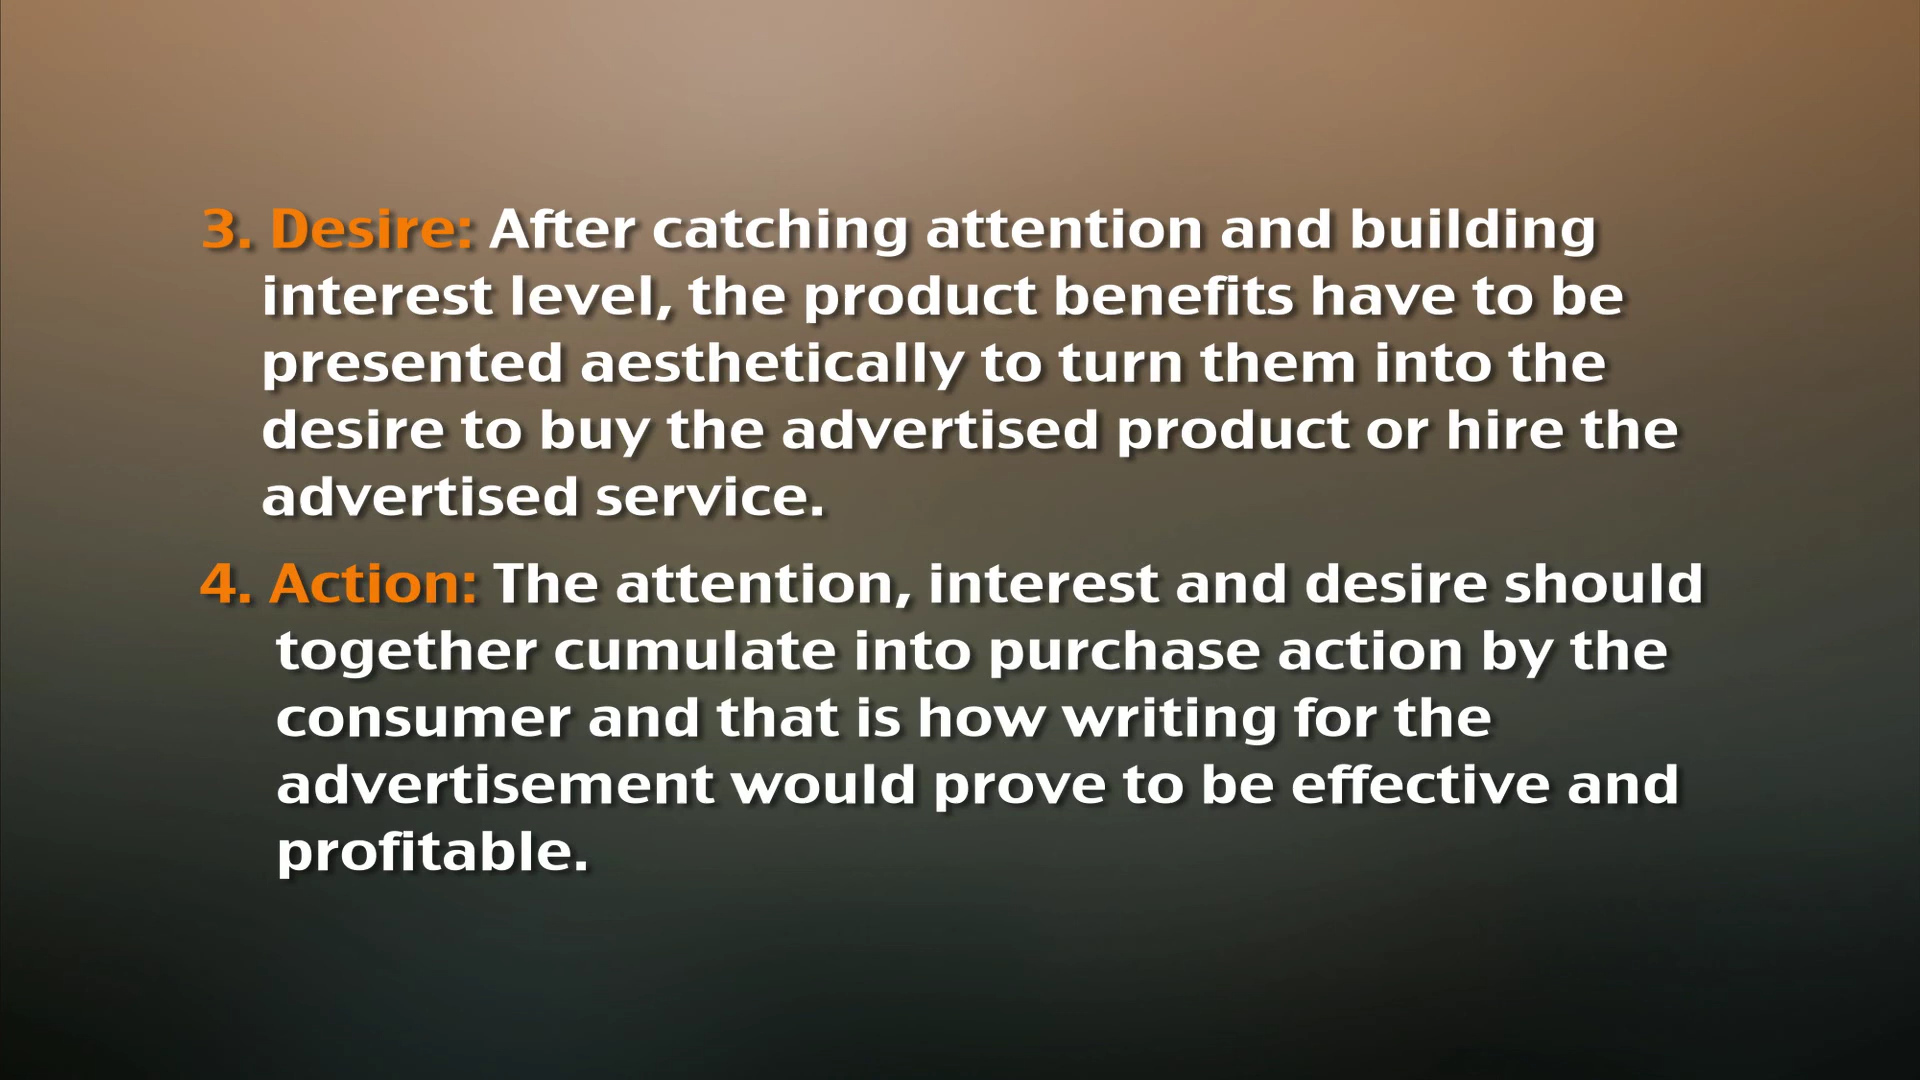 3. Desire: After catching attention and building
interest level, the product benefits have to be
presented aesthetically to turn them into the
desire to buy the advertised product or hire the
advertised service.
4. Action: The attention, interest and desire should
together cumulate into purchase action by the
consumer and that is how writing for the
advertisement would prove to be effective and
profitable.